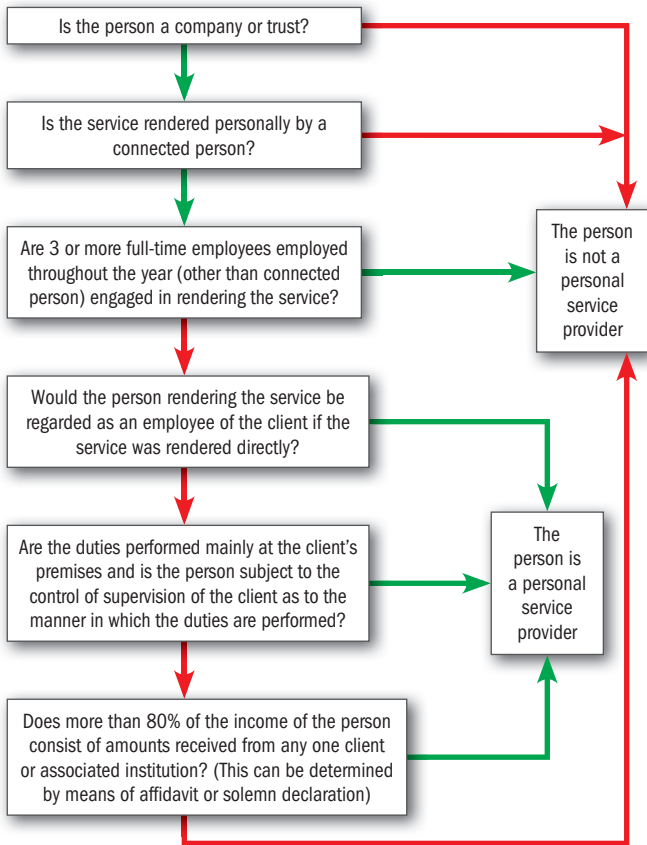 Is the person a company or trust?
Is the service rendered personally by a
connected person?
Are 3 or more full-time employees employed
throughout the year (other than connected
person) engaged in rendering the service?
The person
is not a
personal
service
provider
Would the person rendering the service be
regarded as an employee of the client if the
service was rendered directly?
Are the duties performed mainly at the client's
premises and is the person subject to the
control of supervision of the client as to the
manner in which the duties are performed?
The
person is
a personal
service
provider
Does more than 80% of the income of the person
consist of amounts received from any one client
or associated institution? (This can be determined
by means of affidavit or solemn declaration)